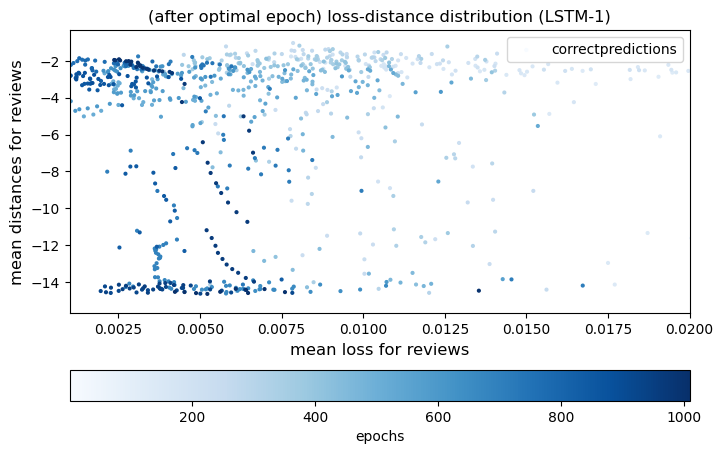 (after optimal epoch) loss-distance distribution (LSTM-1)
correctpredictions
mean distances for reviews
−2
−4
−6
−8
−10
−12
−14
0.0025 0.0050 0.0075 0.0100 0.0125 0.0150 0.0175 0.0200
mean loss for reviews
200 400 600 800 1000
epochs